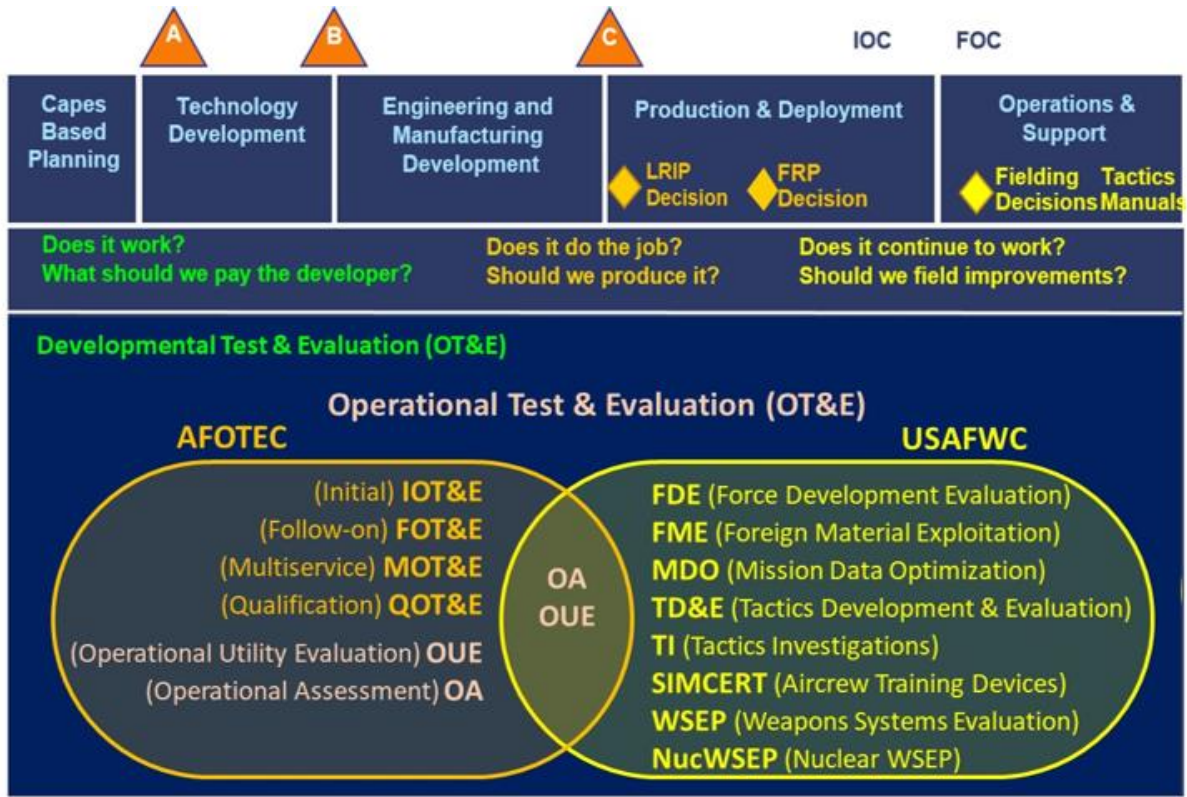 A
B
C
IOC
FOC
Capes
Based
Planning
Technology
Development
Engineering and
Manufacturing
Development
Production & Deployment
LRIP
Decision
FRP
Decision
Operations &
Support
Fielding
Decisions
Tactics
Manuals
Does it work?
What should we pay the developer?
Does it do the job?
Should we produce it?
Does it continue to work?
Should we field improvements?
Developmental Test & Evaluation (OT&E)
Operational Test & Evaluation (OT&E)
AFOTEC
(Initial) IOT&E
(Follow-on) FOT&E
(Multiservice) MOT&E
(Qualification) QOT&E
(Operational Utility Evaluation) OUE
(Operational Assessment) OA
OA
OUE
USAFWC
FDE (Force Development Evaluation)
FME (Foreign Material Exploitation)
MDO (Mission Data Optimization)
TD&E (Tactics Development & Evaluation)
TI (Tactics Investigations)
SIMCERT (Aircrew Training Devices)
WSEP (Weapons Systems Evaluation)
NucWSEP (Nuclear WSEP)